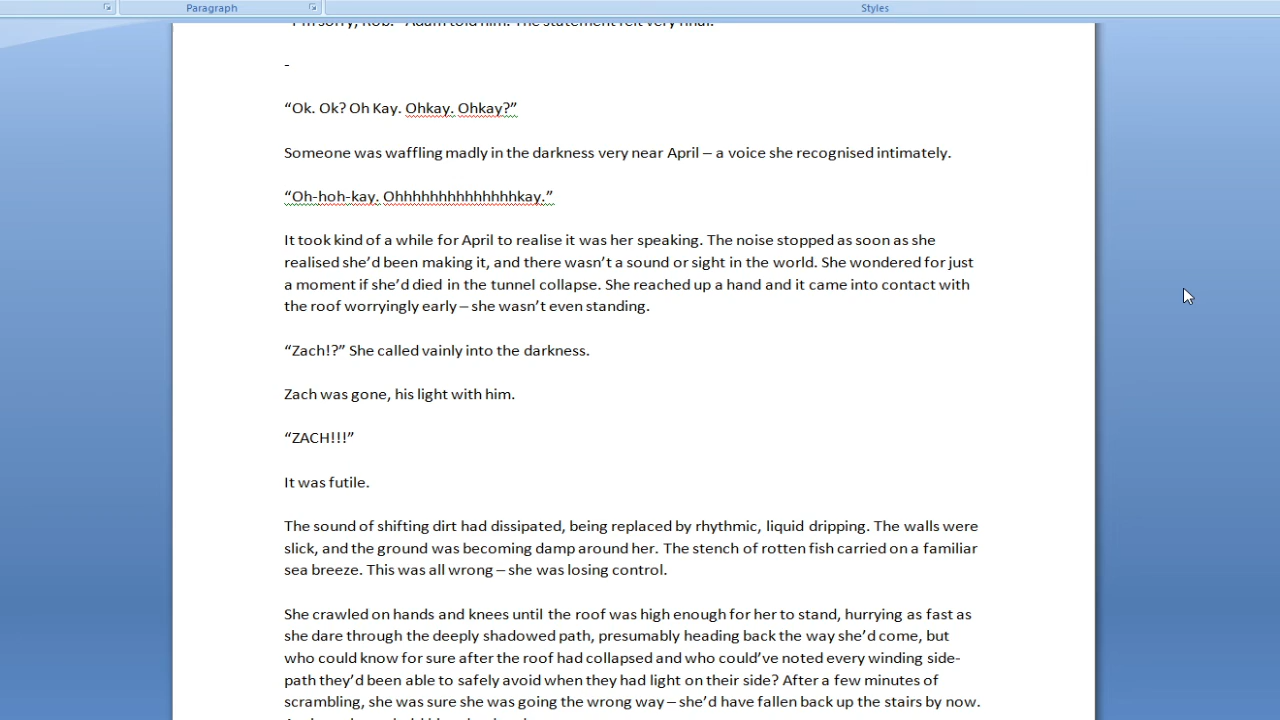 Paragraph
Styles
"I'm sorry, Rob." Adam told him. The statement felt very final.
-
“Ok. Ok? Oh Kay. Ohkay. Ohkay?”
Someone was waffling madly in the darkness very near April – a voice she recognised intimately.
“Oh-hoh-kay. Ohhhhhhhhhhhhhhkay.”
It took kind of a while for April to realise it was her speaking. The noise stopped as soon as she
realised she’d been making it, and there wasn’t a sound or sight in the world. She wondered for just
a moment if she’d died in the tunnel collapse. She reached up a hand and it came into contact with
the roof worryingly early – she wasn’t even standing.
“Zach!?” She called vainly into the darkness.
Zach was gone, his light with him.
“ZACH!!!”
It was futile.
The sound of shifting dirt had dissipated, being replaced by rhythmic, liquid dripping. The walls were
slick, and the ground was becoming damp around her. The stench of rotten fish carried on a familiar
sea breeze. This was all wrong – she was losing control.
She crawled on hands and knees until the roof was high enough for her to stand, hurrying as fast as
she dare through the deeply shadowed path, presumably heading back the way she’d come, but
who could know for sure after the roof had collapsed and who could’ve noted every winding side-
path they’d been able to safely avoid when they had light on their side? After a few minutes of
scrambling, she was sure she was going the wrong way – she’d have fallen back up the stairs by now.